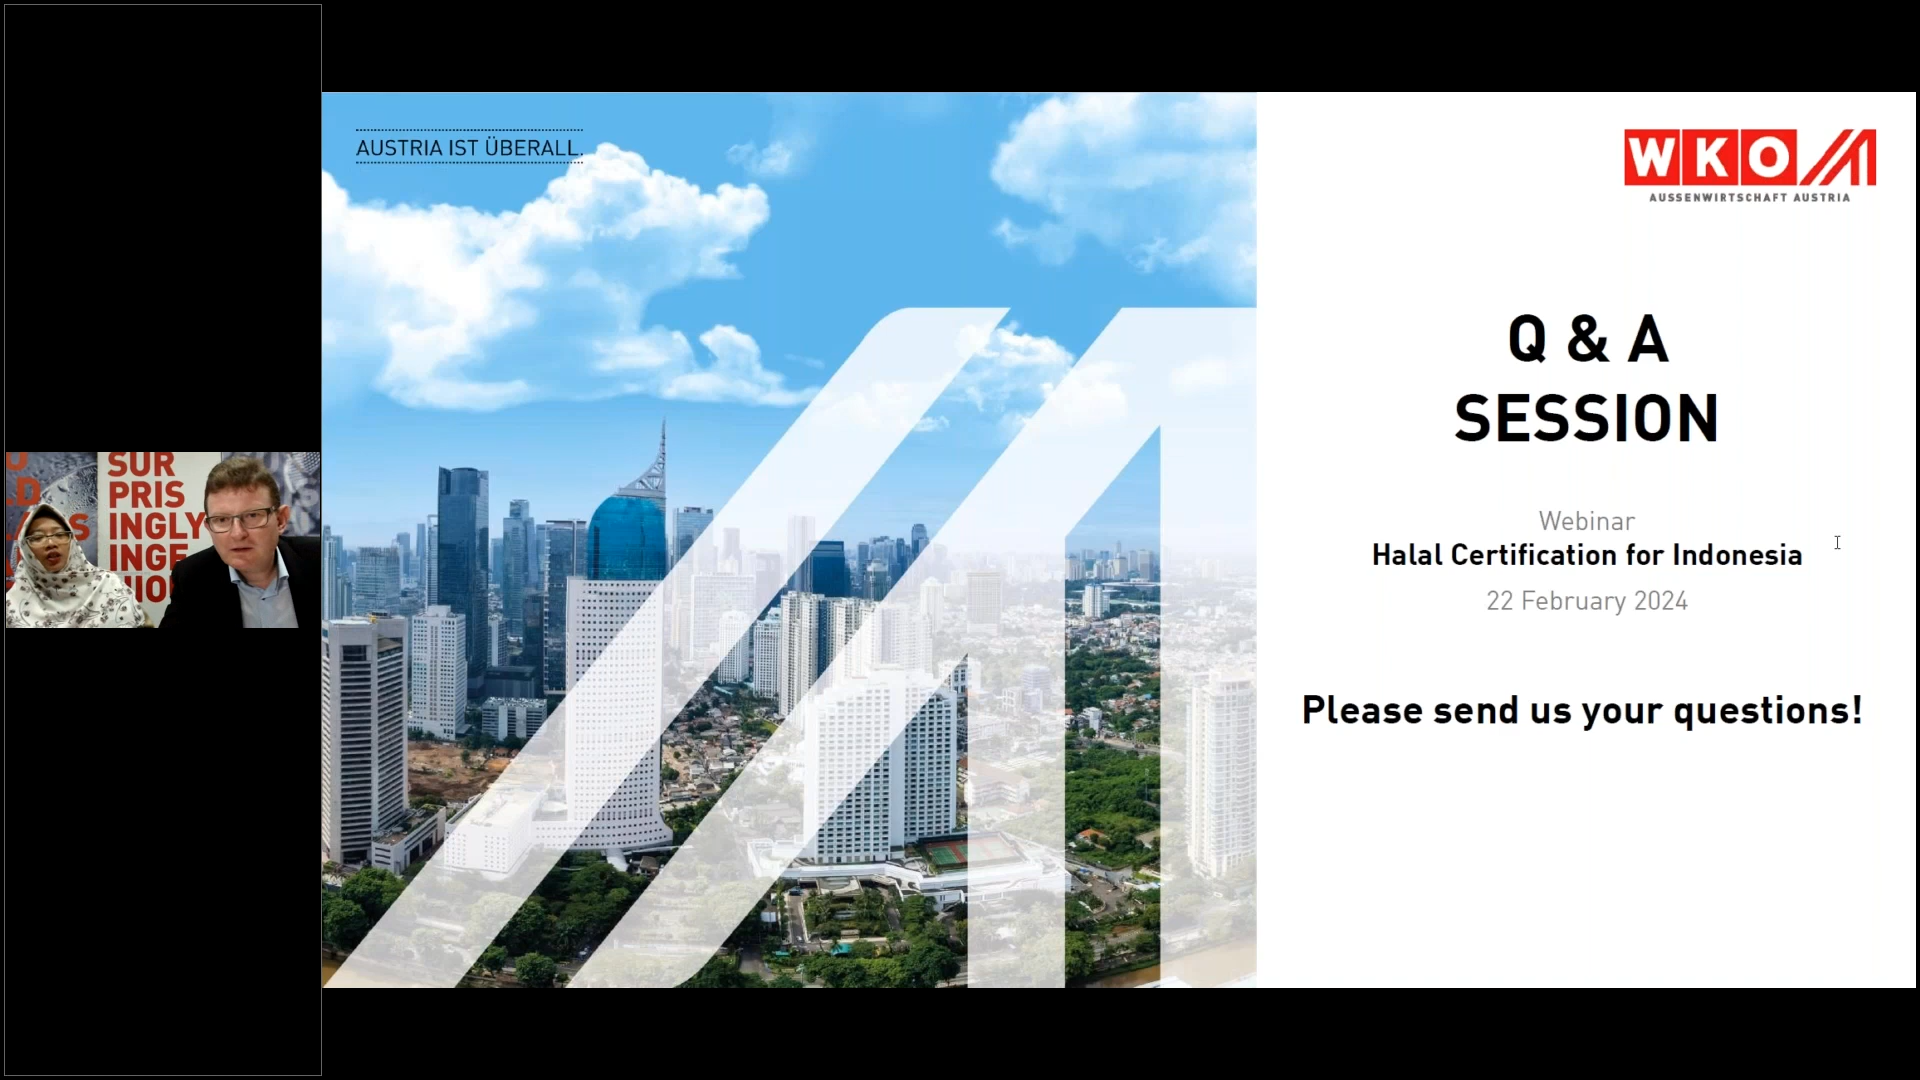 AUSTRIA IST ÜBERALL.
WKO
AUSSENWIRTSCHAFT AUSTRIA
Q & A
SESSION
Webinar
Halal Certification for Indonesia
22 February 2024
Please send us your questions!
SUR
PRIS
INGLY
INGE